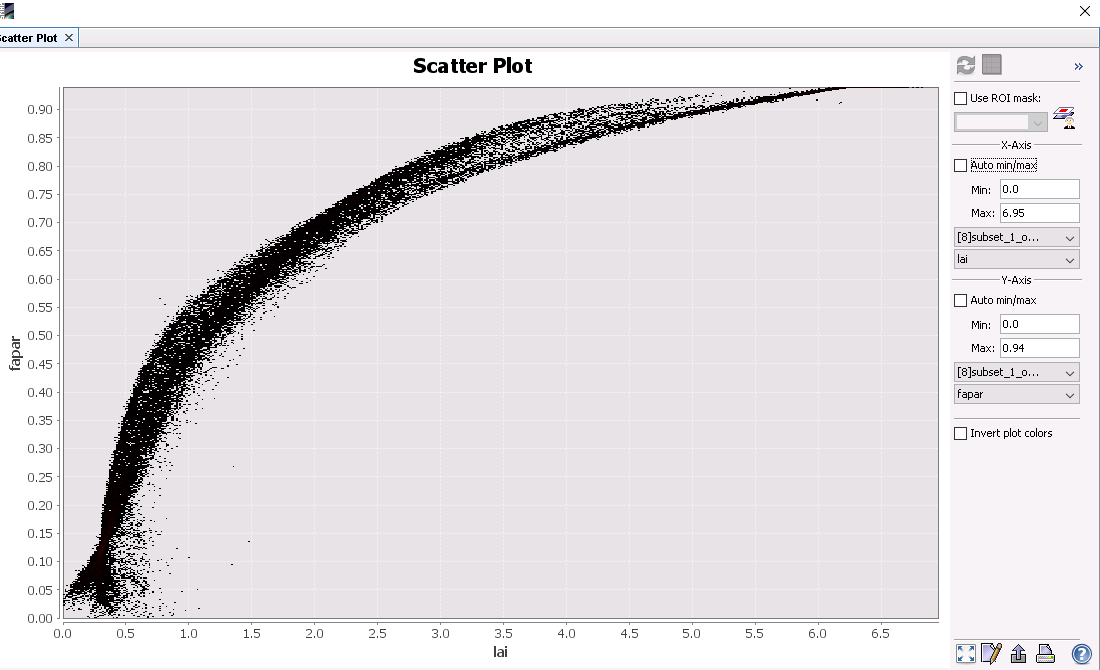 Scatter Plot
Scatter Plot
0.90
0.85
0.80
0.75
0.70
0.65
0.60
0.55
0.50
0.45
0.40
0.35
0.30
0.25
0.20
0.15
0.10
0.05
0.00
fapar
0.0 0.5 1.0 1.5 2.0 2.5 3.0 3.5 4.0 4.5 5.0 5.5 6.0 6.5
lai
»
Use ROI mask:
X-Axis
Auto min/max
Min: 0.0
Max: 6.95
[8]subset_1_o...
lai
Y-Axis
Auto min/max
Min: 0.0
Max: 0.94
[8]subset_1_o...
fapar
Invert plot colors
?